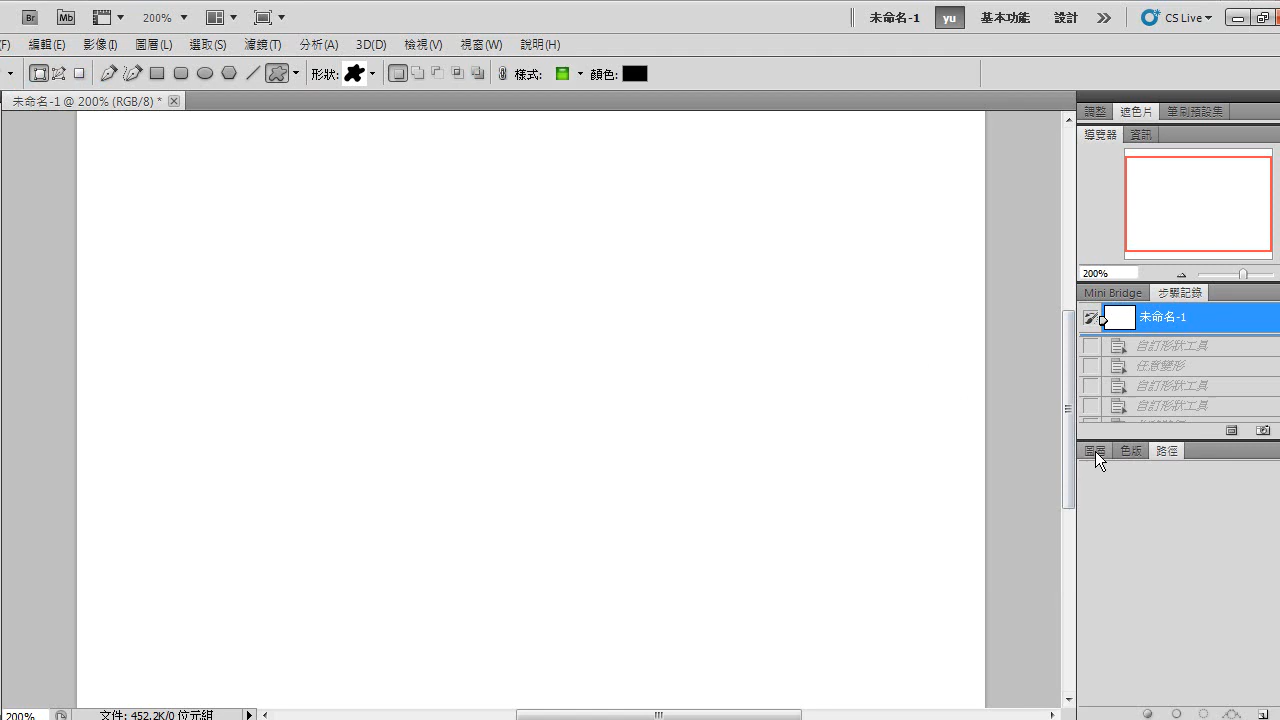 Br Mb 200% 未命名-1 yu 基本功能 設計 CS Live
(F) 編輯(E) 影像(I) 圖層(L) 選取(S) 濾鏡(T) 分析(A) 3D(D) 檢視(V) 視窗(W) 說明(H)
形狀: 樣式: 顏色:
未命名-1 @ 200% (RGB/8) *
調整 遮色片 筆刷預設集
導覽器 資訊
200%
Mini Bridge 步驟記錄
未命名-1
自訂形狀工具
任意變形
自訂形狀工具
自訂形狀工具
圖層 色版 路徑
200% 文件: 452.2K/0 位元組